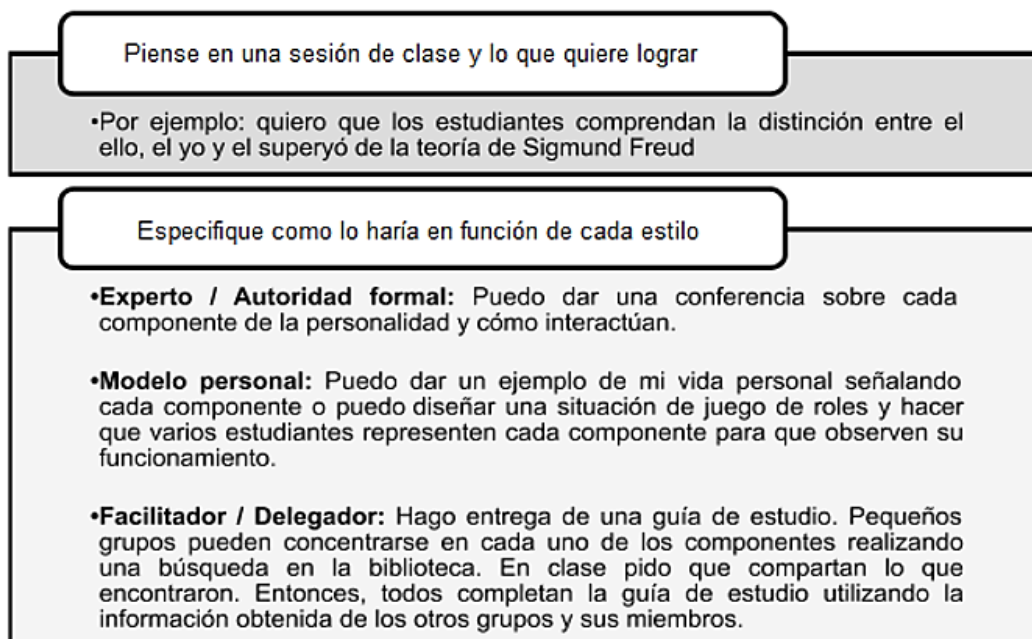 Piense en una sesión de clase y lo que quiere lograr
•Por ejemplo: quiero que los estudiantes comprendan la distinción entre el
ello, el yo y el superyó de la teoría de Sigmund Freud
Especifique como lo haría en función de cada estilo
•Experto / Autoridad formal: Puedo dar una conferencia sobre cada
componente de la personalidad y cómo interactúan.
•Modelo personal: Puedo dar un ejemplo de mi vida personal señalando
cada componente o puedo diseñar una situación de juego de roles y hacer
que varios estudiantes representen cada componente para que observen su
funcionamiento.
•Facilitador / Delegador: Hago entrega de una guía de estudio. Pequeños
grupos pueden concentrarse en cada uno de los componentes realizando
una búsqueda en la biblioteca. En clase pido que compartan lo que
encontraron. Entonces, todos completan la guía de estudio utilizando la
información obtenida de los otros grupos y sus miembros.